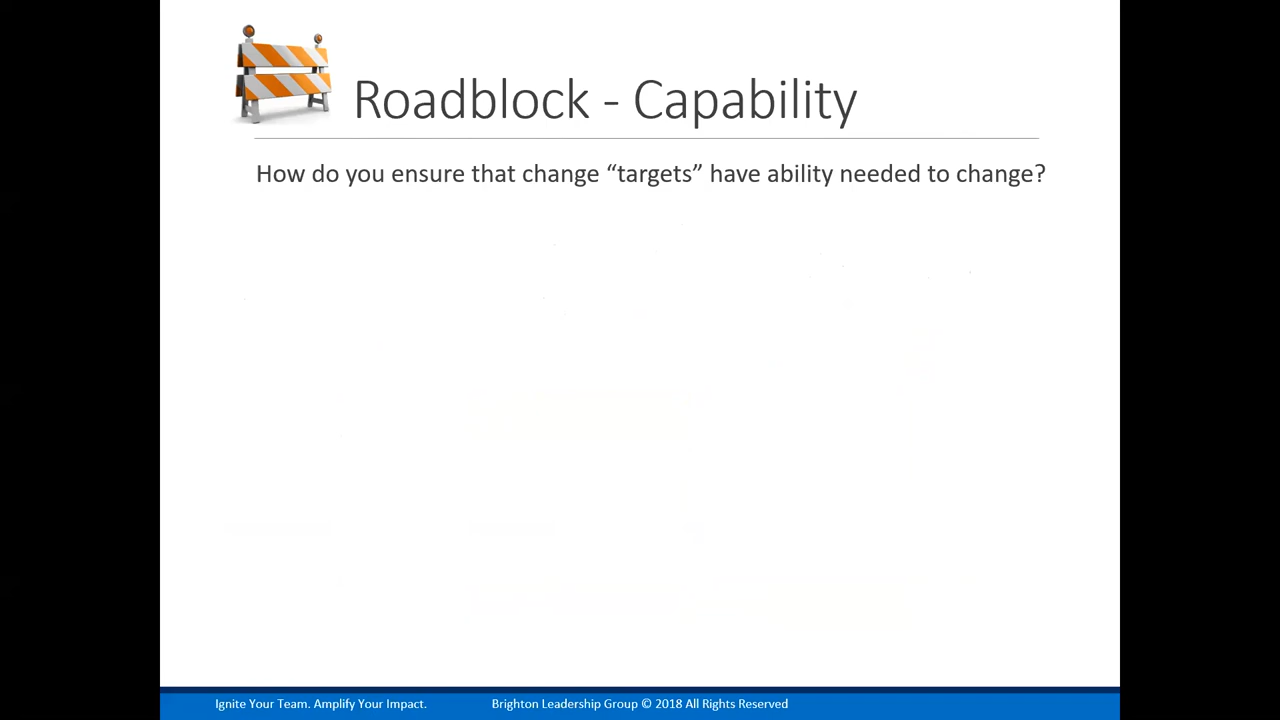 Roadblock - Capability
How do you ensure that change “targets” have ability needed to change?
Ignite Your Team. Amplify Your Impact. Brighton Leadership Group © 2018 All Rights Reserved